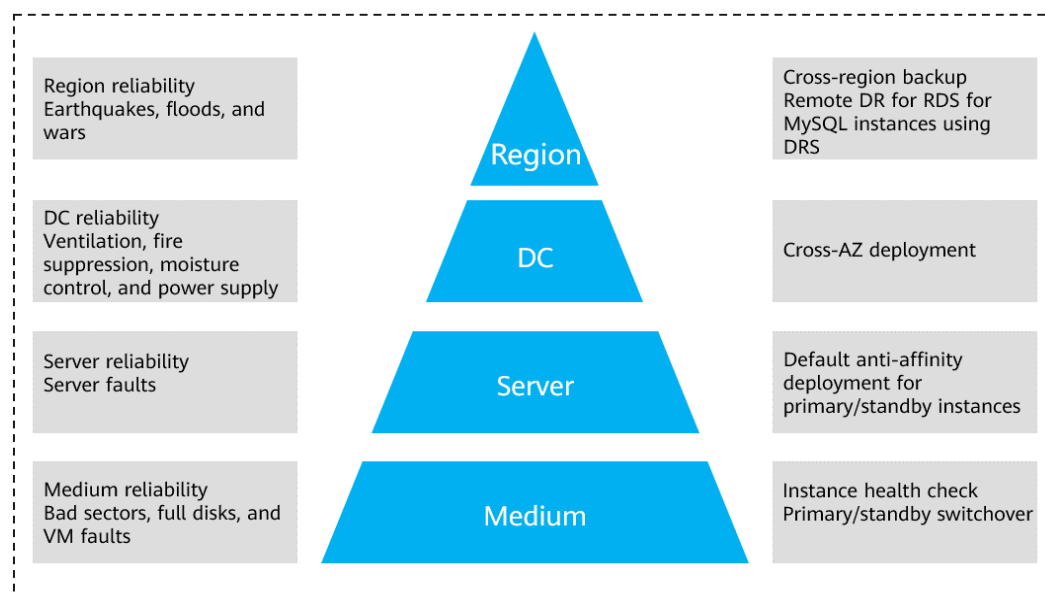 Region reliability
Earthquakes, floods, and
wars
Region
Cross-region backup
Remote DR for RDS for
MySQL instances using
DRS
DC reliability
Ventilation, fire
suppression, moisture
control, and power supply
DC
Cross-AZ deployment
Server reliability
Server faults
Server
Default anti-affinity
deployment for
primary/standby instances
Medium reliability
Bad sectors, full disks, and
VM faults
Medium
Instance health check
Primary/standby switchover